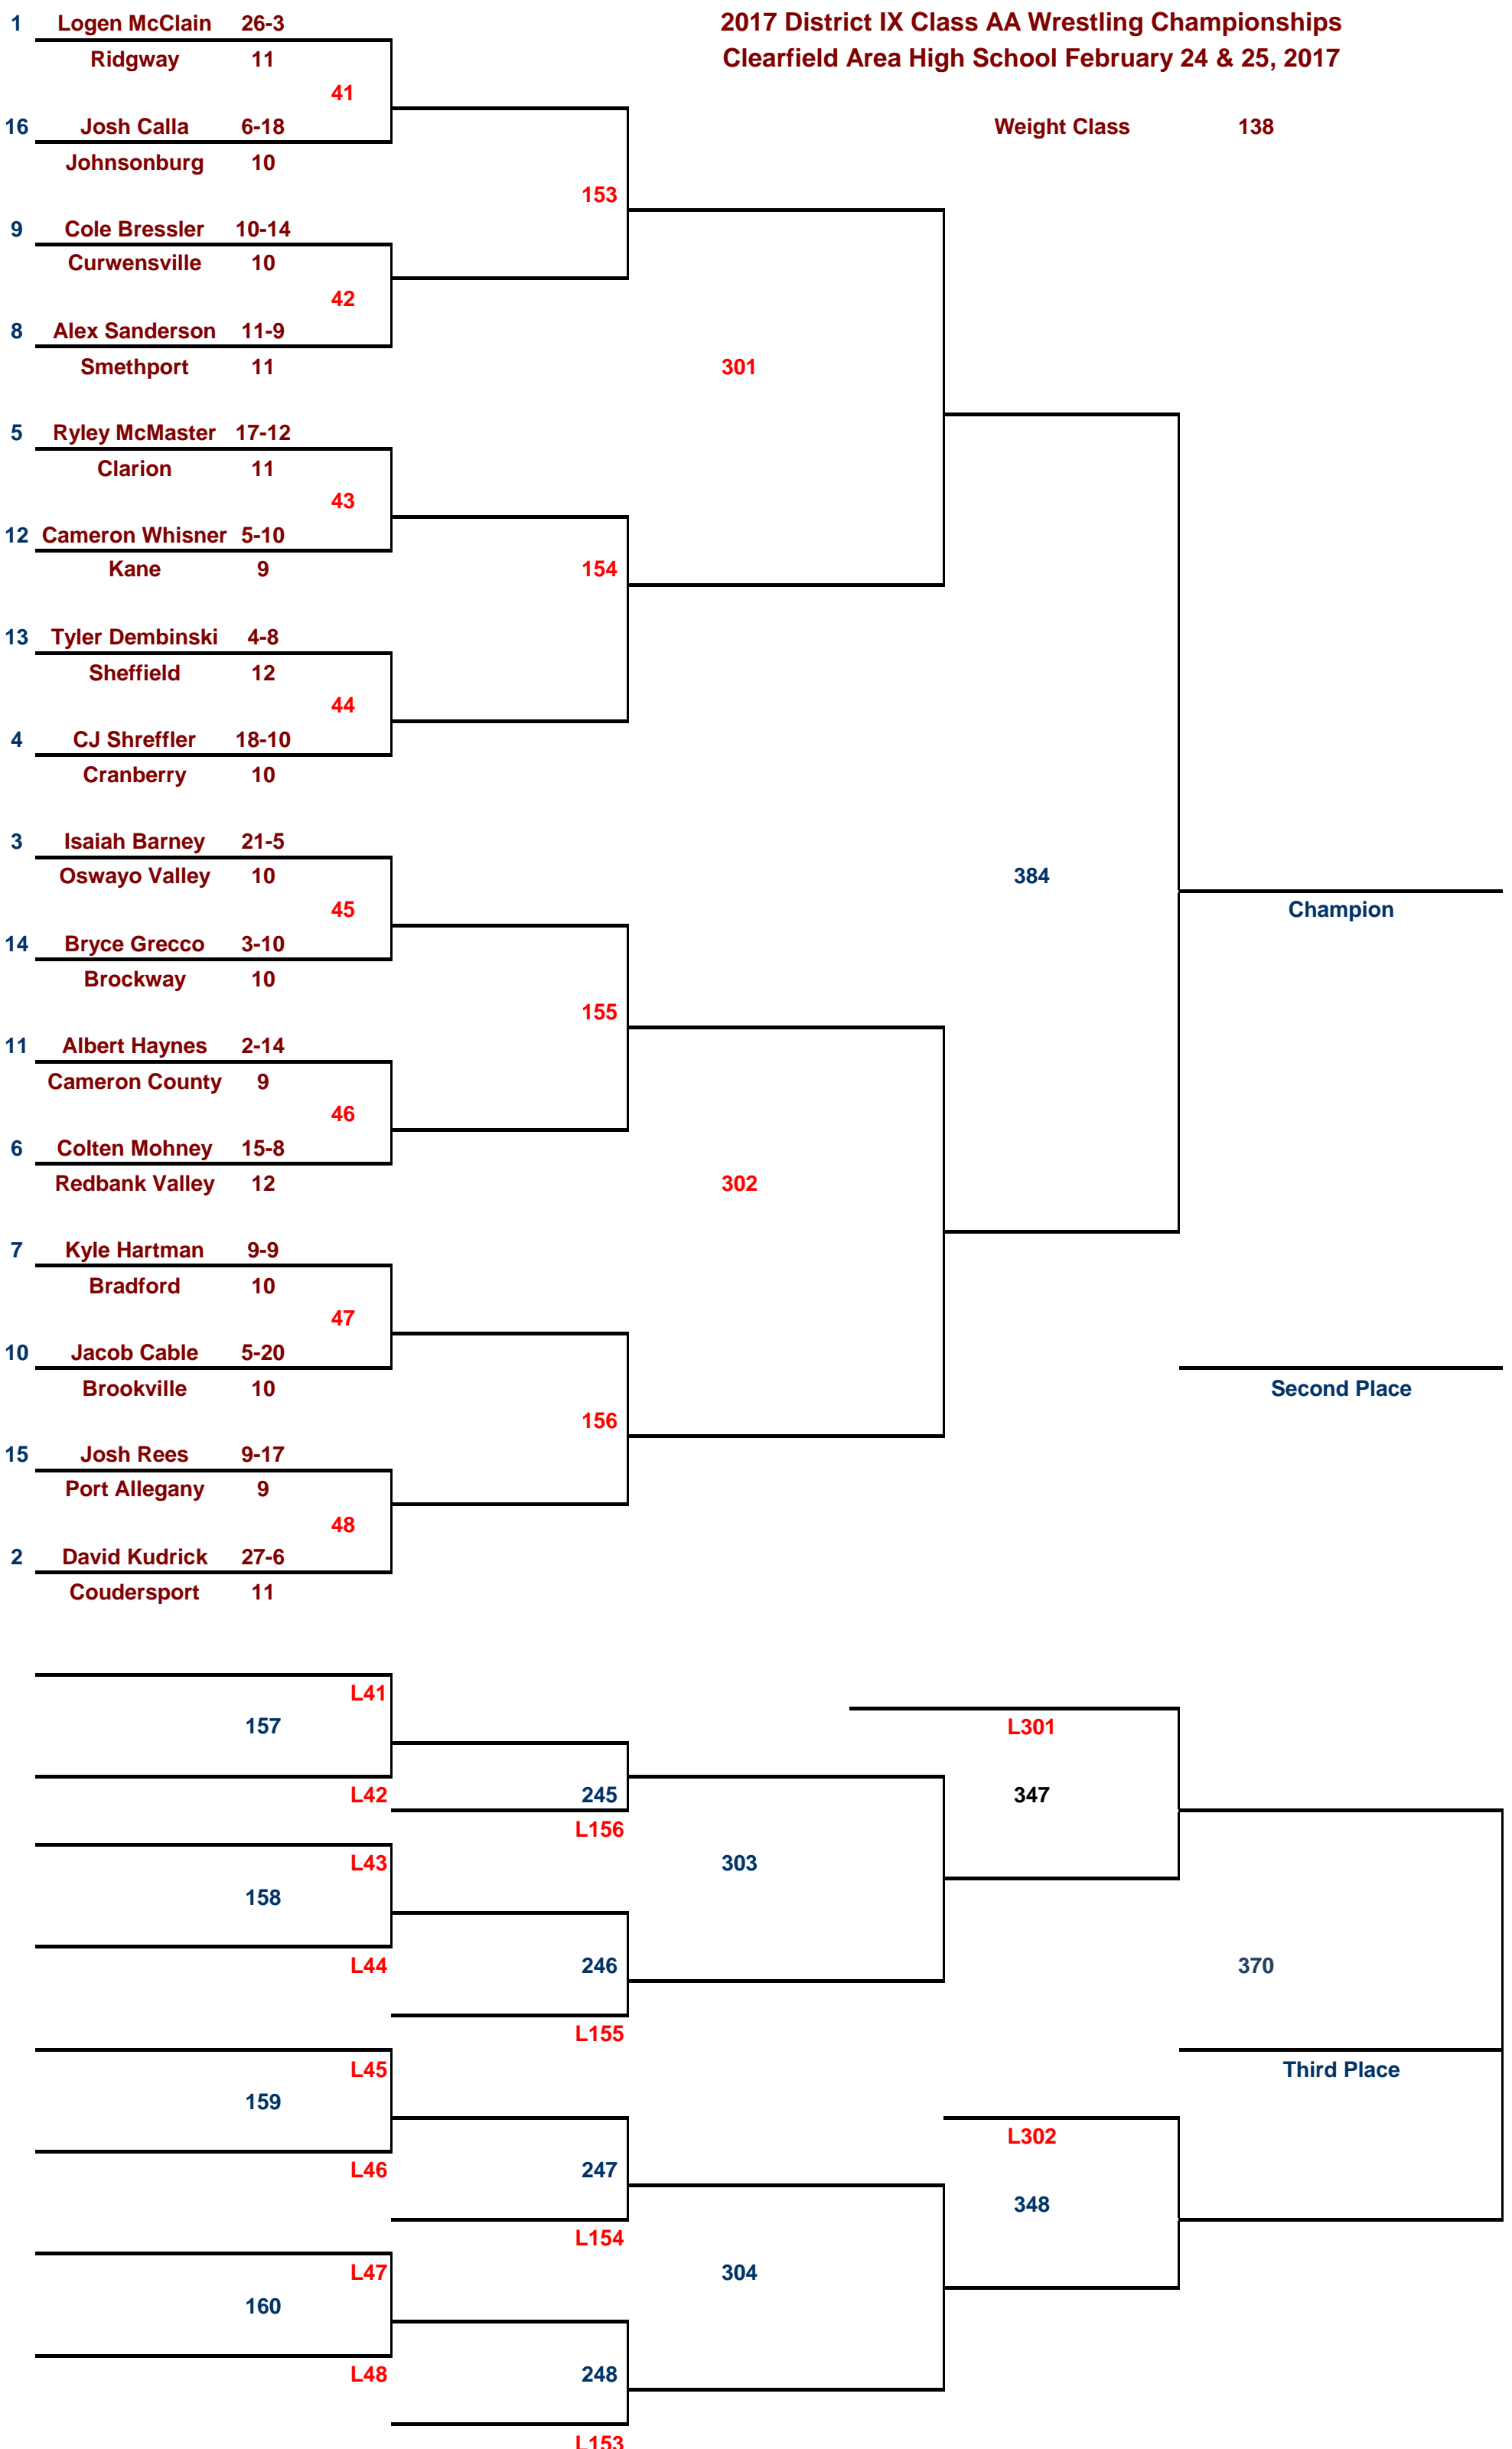 2017 District IX Class AA Wrestling Championships
Clearfield Area High School February 24 & 25, 2017
Weight Class 138
1 Logen McClain 26-3
Ridgway 11
41
16 Josh Calla 6-18
Johnsonburg 10
153
9 Cole Bressler 10-14
Curwensville 10
42
8 Alex Sanderson 11-9
Smethport 11
301
5 Ryley McMaster 17-12
Clarion 11
43
12 Cameron Whisner 5-10
Kane 9
154
13 Tyler Dembinski 4-8
Sheffield 12
44
4 CJ Shreffler 18-10
Cranberry 10
3 Isaiah Barney 21-5
Oswayo Valley 10
384
45
Champion
14 Bryce Grecco 3-10
Brockway 10
155
11 Albert Haynes 2-14
Cameron County 9
46
6 Colten Mohney 15-8
Redbank Valley 12
302
7 Kyle Hartman 9-9
Bradford 10
47
10 Jacob Cable 5-20
Brookville 10
Second Place
156
15 Josh Rees 9-17
Port Allegany 9
48
2 David Kudrick 27-6
Coudersport 11
L41
157
L301
L42
245
347
L156
L43
303
158
L44
246
370
L155
L45
Third Place
159
L302
L46
247
348
L154
L47
304
160
L48
248
L153